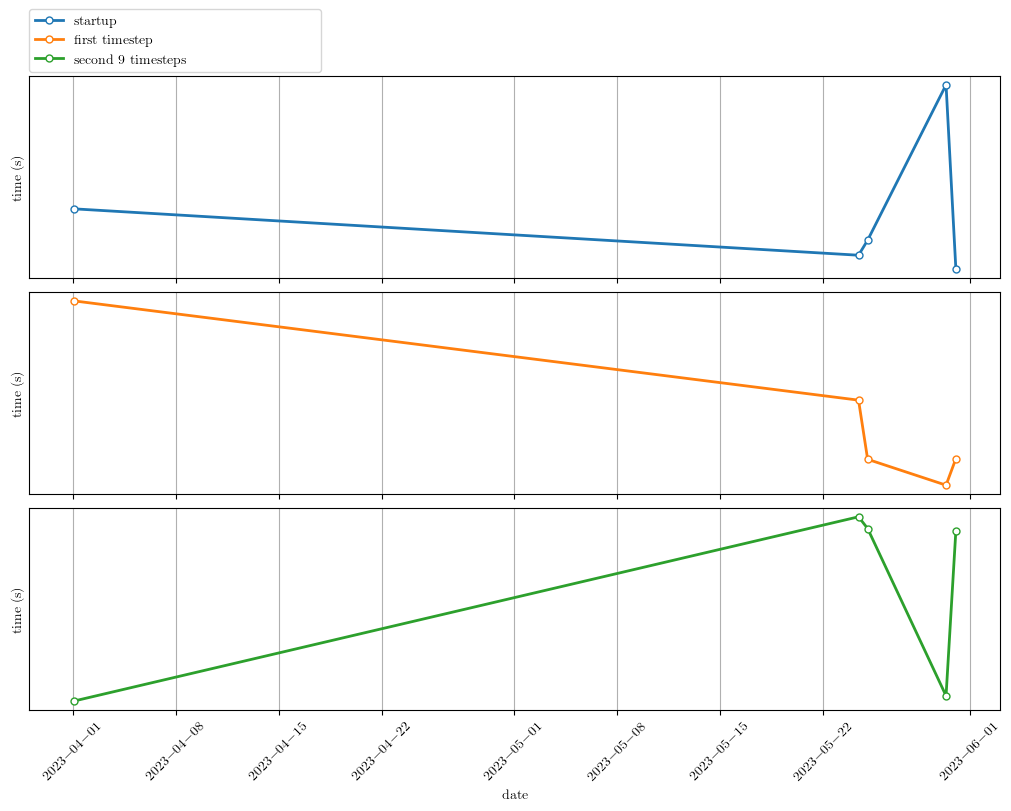 startup
first timestep
second 9 timesteps
time (s)
time (s)
time (s)
2023−04−01
2023−04−08
2023−04−15
2023−04−22
2023−05−01
2023−05−08
2023−05−15
2023−05−22
2023−06−01
date